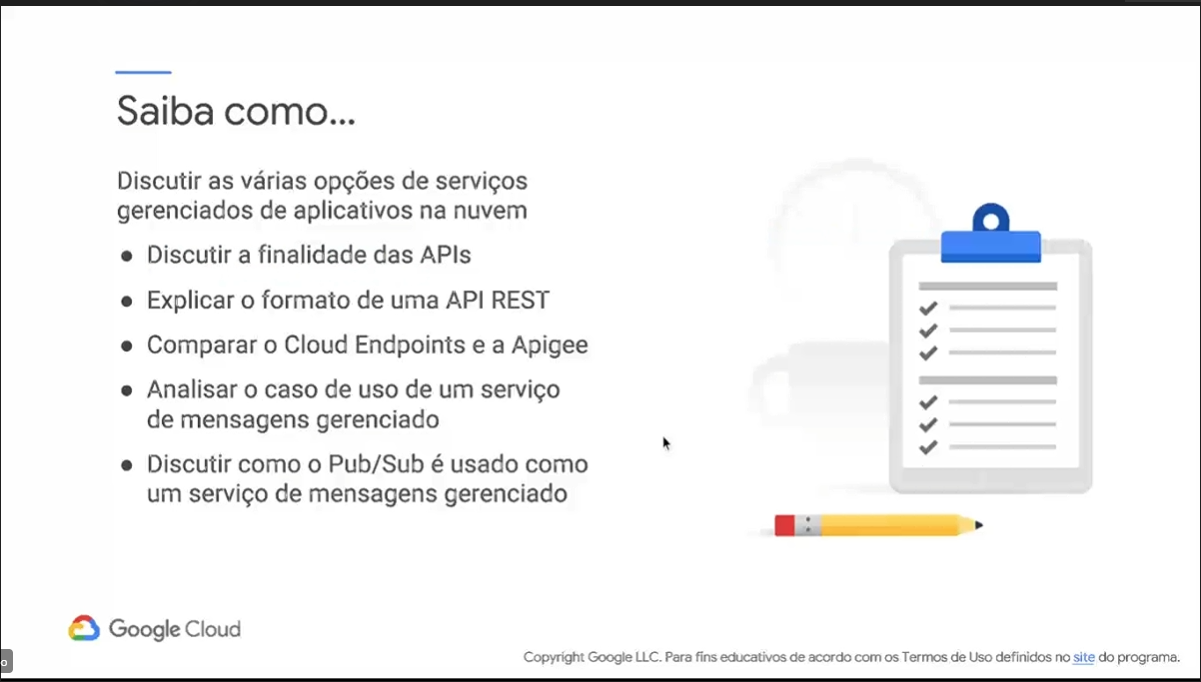 Saiba como...
Discutir as várias opções de serviços
gerenciados de aplicativos na nuvem
● Discutir a finalidade das APIs
● Explicar o formato de uma API REST
● Comparar o Cloud Endpoints e a Apigee
● Analisar o caso de uso de um serviço
de mensagens gerenciado
● Discutir como o Pub/Sub é usado como
um serviço de mensagens gerenciado
Google Cloud
o
Copyright Google LLC. Para fins educativos de acordo com os Termos de Uso definidos no site do programa.